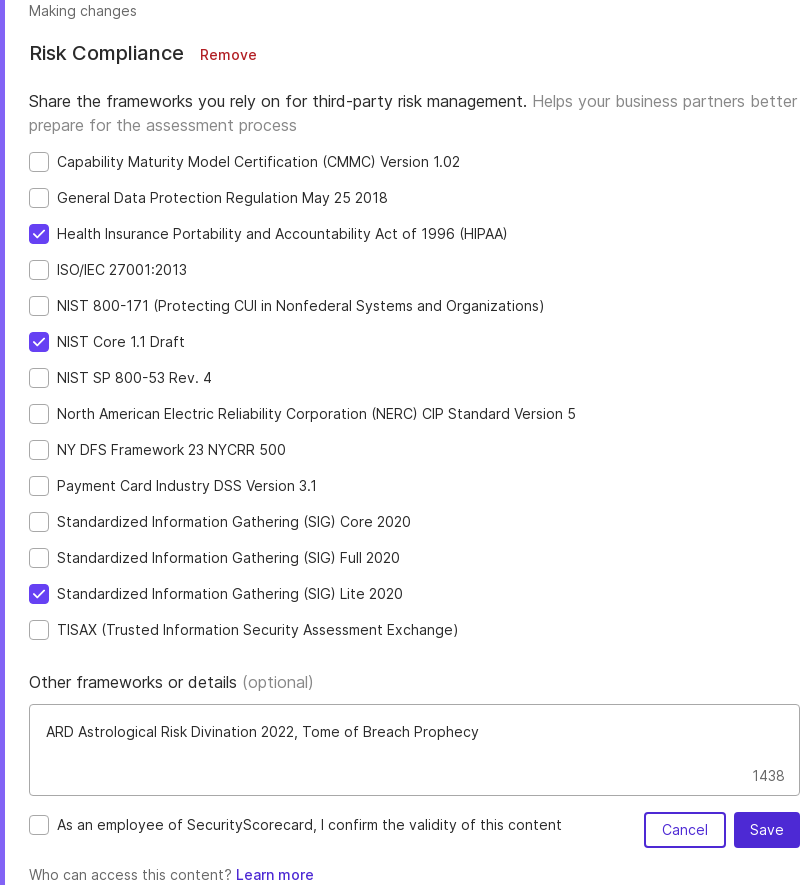 Making changes
Risk Compliance Remove
Share the frameworks you rely on for third-party risk management. Helps your business partners better
prepare for the assessment process
Capability Maturity Model Certification (CMMC) Version 1.02
General Data Protection Regulation May 25 2018
Health Insurance Portability and Accountability Act of 1996 (HIPAA)
ISO/IEC 27001:2013
NIST 800-171 (Protecting CUI in Nonfederal Systems and Organizations)
NIST Core 1.1 Draft
NIST SP 800-53 Rev. 4
North American Electric Reliability Corporation (NERC) CIP Standard Version 5
NY DFS Framework 23 NYCRR 500
Payment Card Industry DSS Version 3.1
Standardized Information Gathering (SIG) Core 2020
Standardized Information Gathering (SIG) Full 2020
Standardized Information Gathering (SIG) Lite 2020
TISAX (Trusted Information Security Assessment Exchange)
Other frameworks or details (optional)
ARD Astrological Risk Divination 2022, Tome of Breach Prophecy
1438
As an employee of SecurityScorecard, I confirm the validity of this content Cancel Save
Who can access this content? Learn more